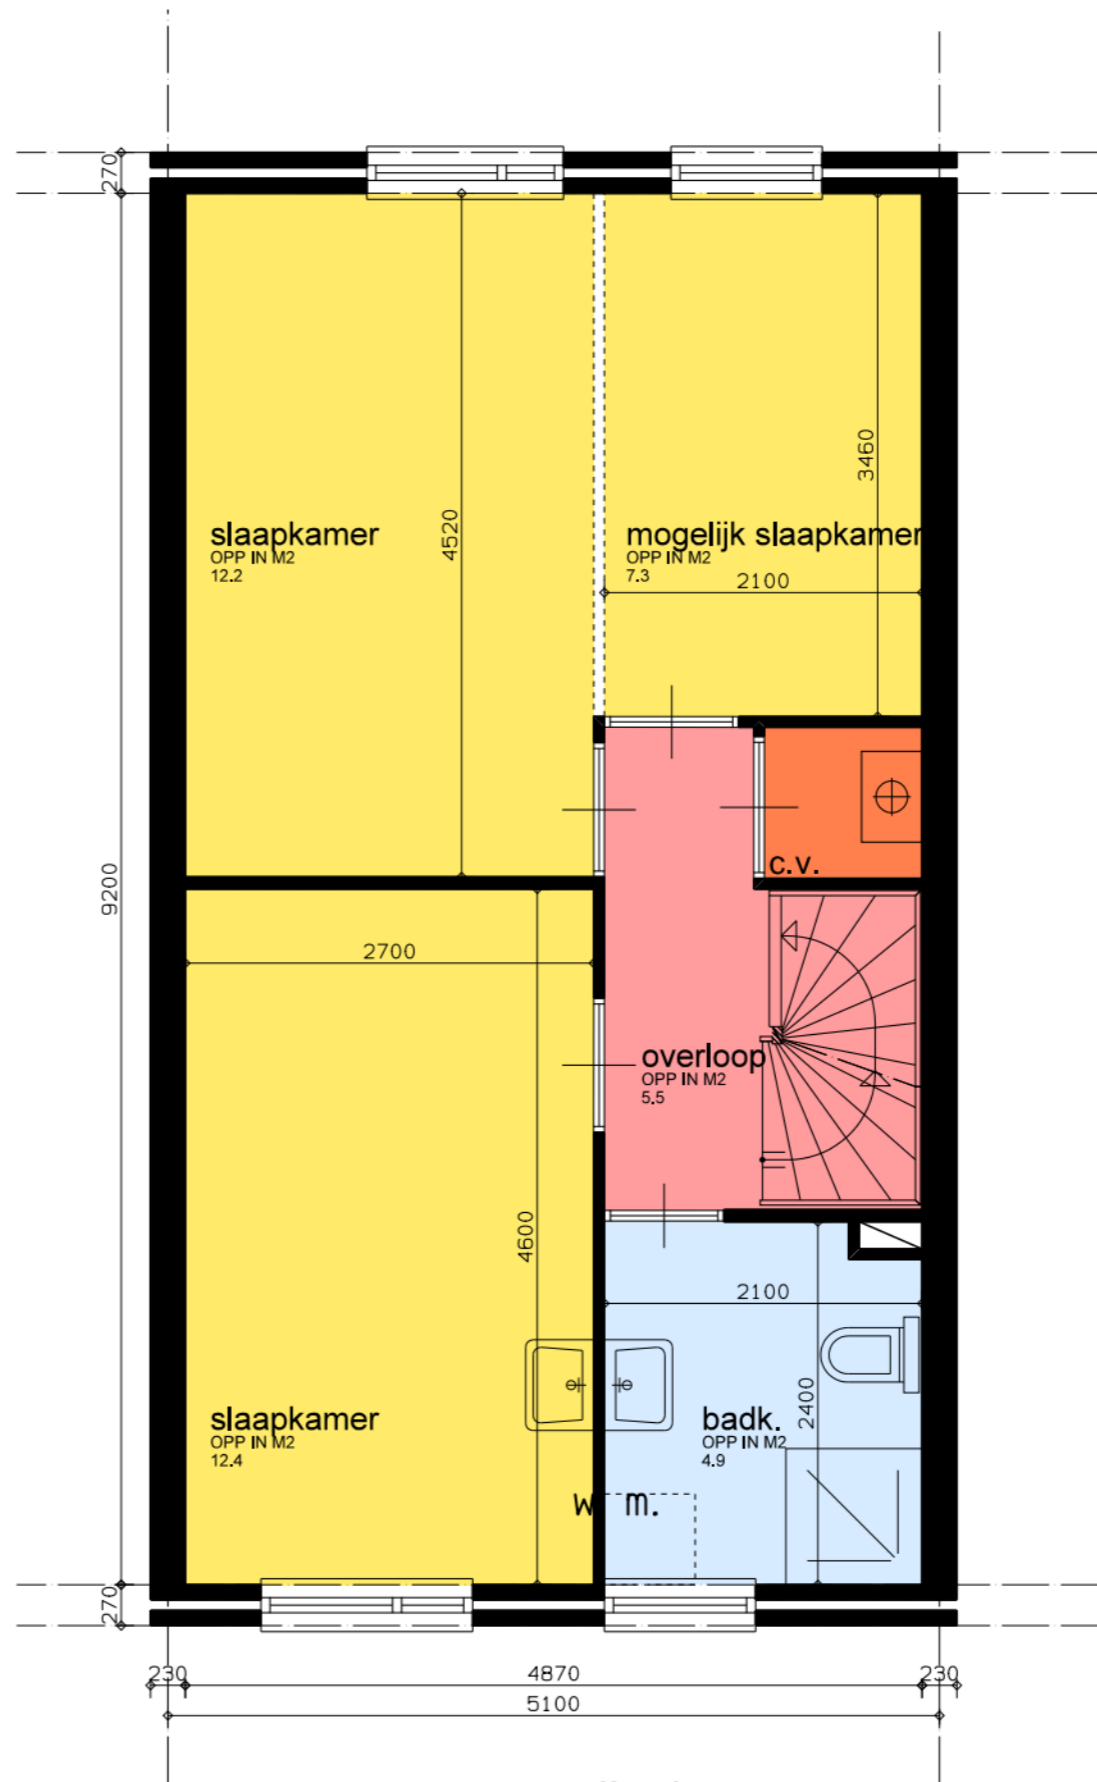 270
slaapkamer
OPP IN M2
12.2
4520
mogelijk slaapkamer
OPP IN M2
7.3
2100
3460
c.v.
9200
2700
overloop
OPP IN M2
5.5
4600
2100
2400
slaapkamer
OPP IN M2
12.4
badk.
OPP IN M2
4.9
w m.
270
230 4870 230
5100